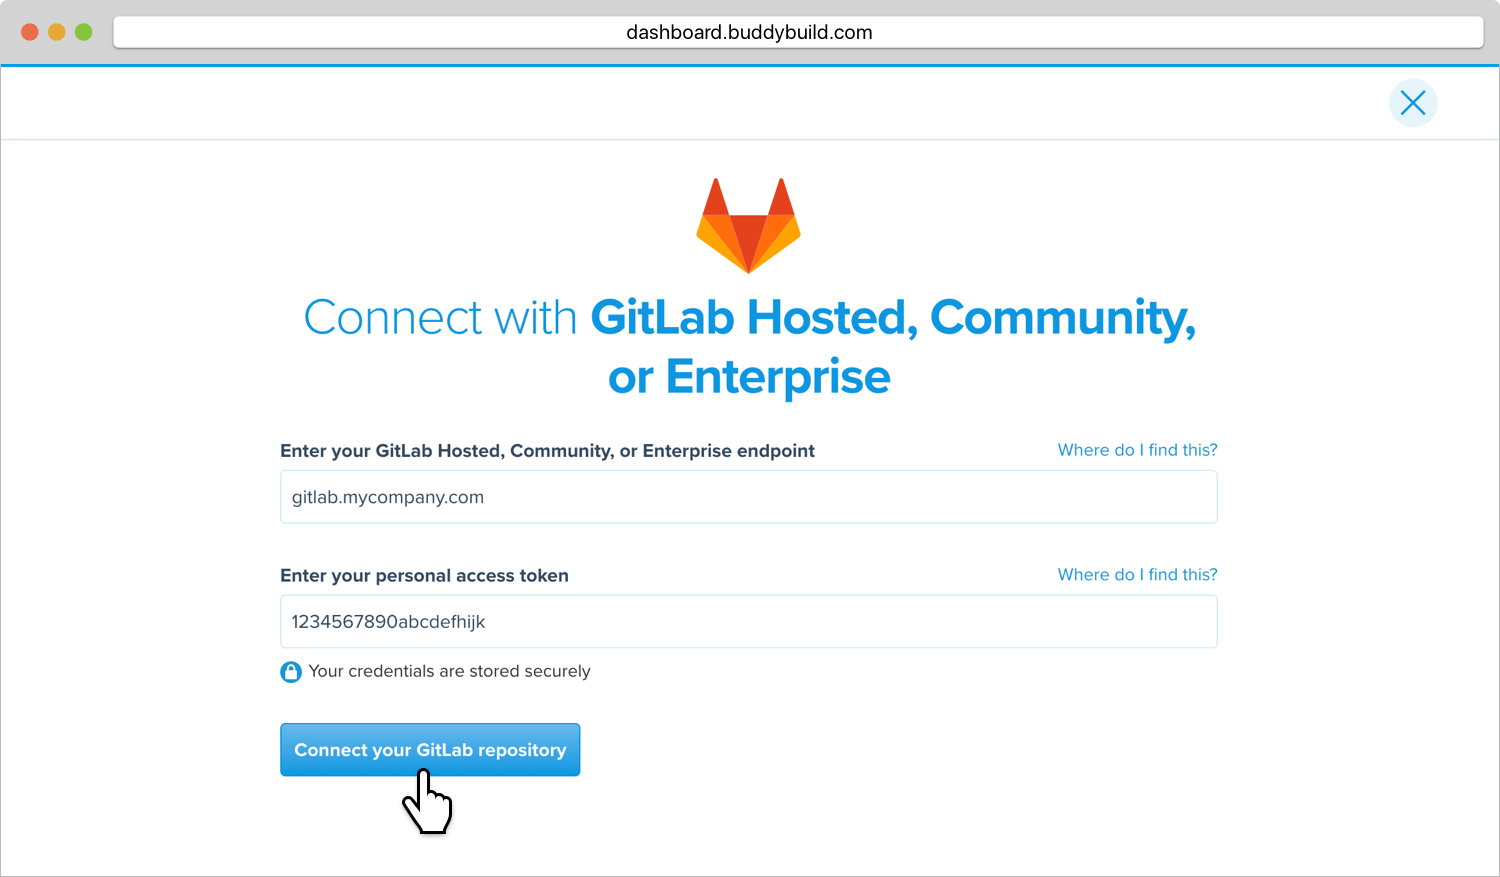 dashboard.buddybuild.com
Connect with GitLab Hosted, Community,
or Enterprise
Enter your GitLab Hosted, Community, or Enterprise endpoint
Where do I find this?
gitlab.mycompany.com
Enter your personal access token
Where do I find this?
1234567890abcdefhijk
Your credentials are stored securely
Connect your GitLab repository